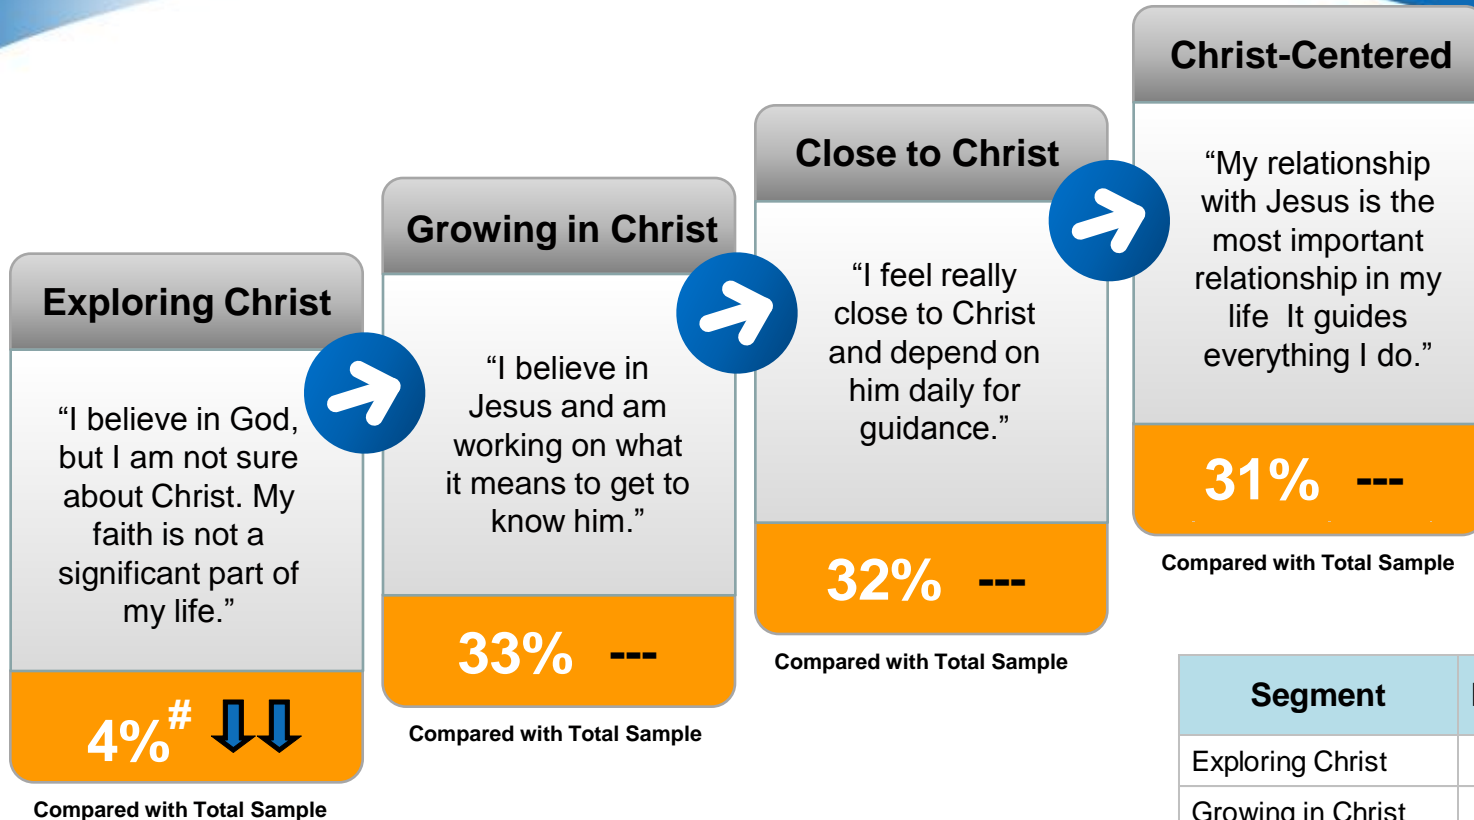 Exploring Christ
“I believe in God,
but I am not sure
about Christ. My
faith is not a
significant part of
my life.”
4%#
Compared with Total Sample
Growing in Christ
“I believe in
Jesus and am
working on what
it means to get to
know him.”
33% ---
Compared with Total Sample
Close to Christ
“I feel really
close to Christ
and depend on
him daily for
guidance.”
32% ---
Compared with Total Sample
Christ-Centered
“My relationship
with Jesus is the
most important
relationship in my
life  It guides
everything I do.”
31% ---
Compared with Total Sample
Segment
Exploring Christ
Growing in Christ